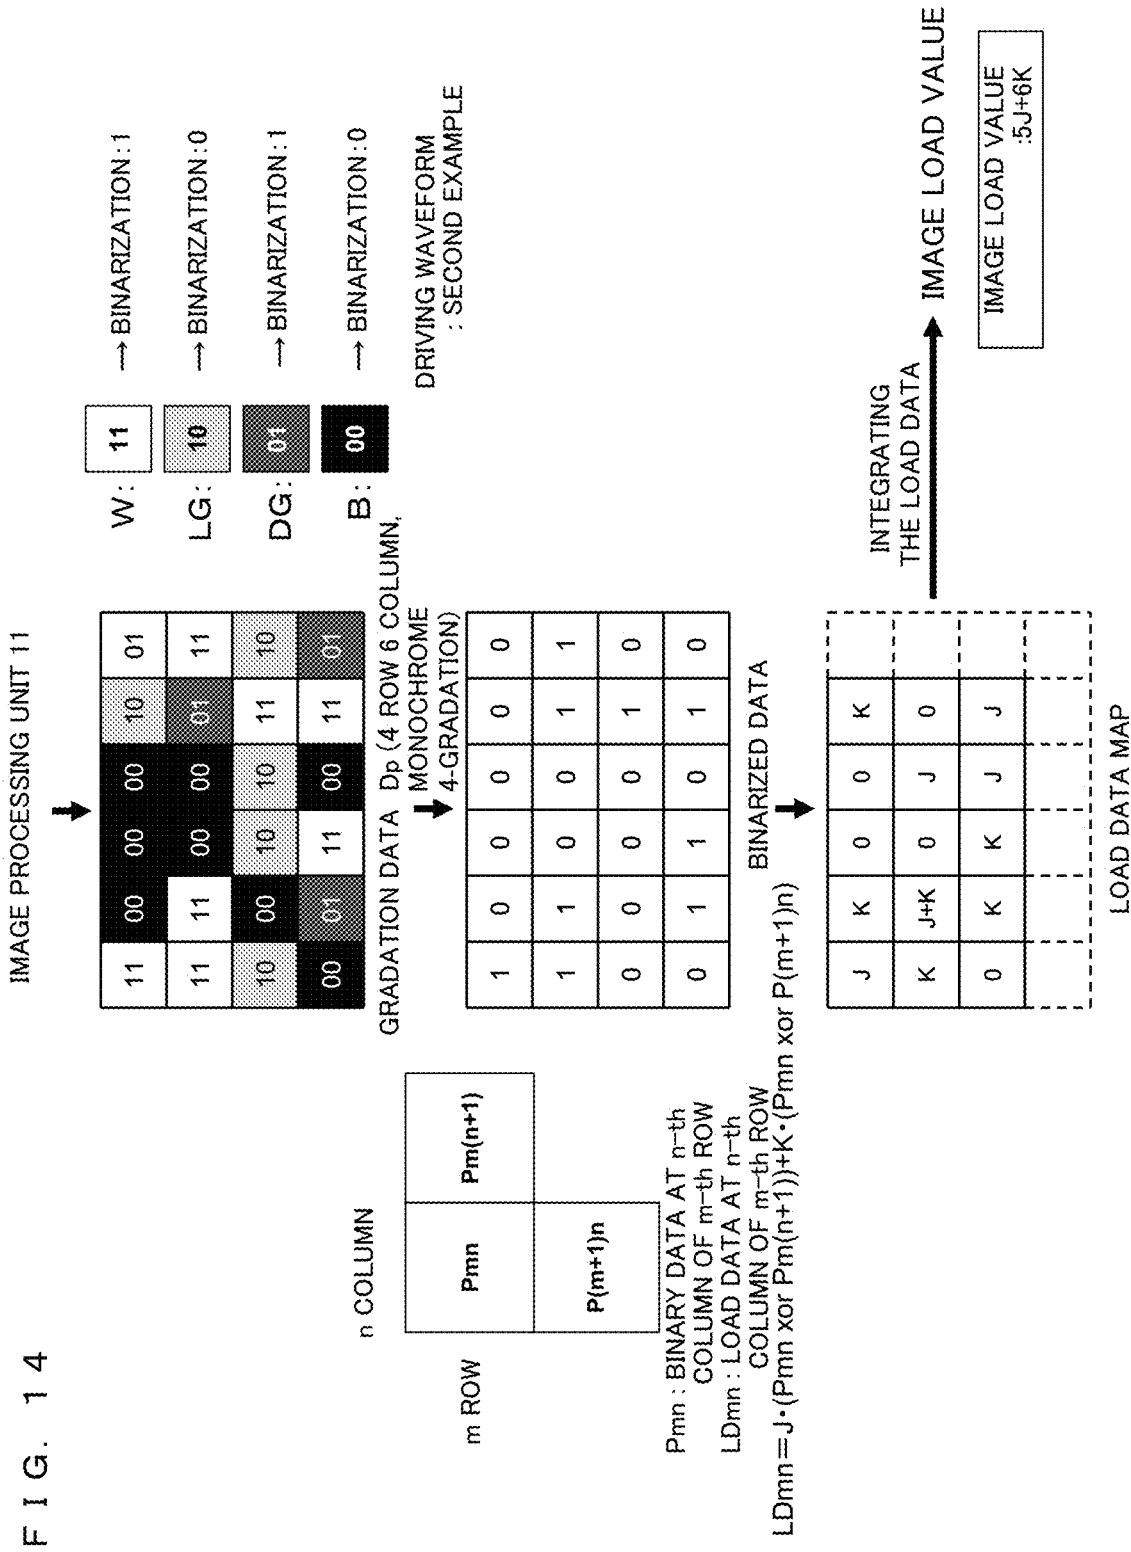 FIG. 14
IMAGE PROCESSING UNIT 11
11 00 00 00 10 01
11 11 00 00 01 11
10 00 10 10 11 10
00 01 11 00 11 01
GRADATION DATA Dp (4 ROW 6 COLUMN,
MONOCHROME
4-GRADATION)
W: 11 → BINARIZATION:1
LG: 10 → BINARIZATION:0
DG: 01 → BINARIZATION:1
B: 00 → BINARIZATION:0
DRIVING WAVEFORM
: SECOND EXAMPLE
n COLUMN
m ROW
Pmn Pm(n+1)
P(m+1)n
1 0 0 0 0 0
1 1 0 0 1 1
0 0 0 0 1 0
0 1 1 0 1 0
BINARIZED DATA
Pmn : BINARY DATA AT n-th
COLUMN OF m-th ROW
LDmn : LOAD DATA AT n-th
COLUMN OF m-th ROW
LDmn=J•(Pmn xor Pm(n+1))+K•(Pmn xor P(m+1)n)
J K 0 0 K
K J+K 0 J 0
0 K K J J
LOAD DATA MAP
INTEGRATING
THE LOAD DATA
IMAGE LOAD VALUE
IMAGE LOAD VALUE
:5J+6K